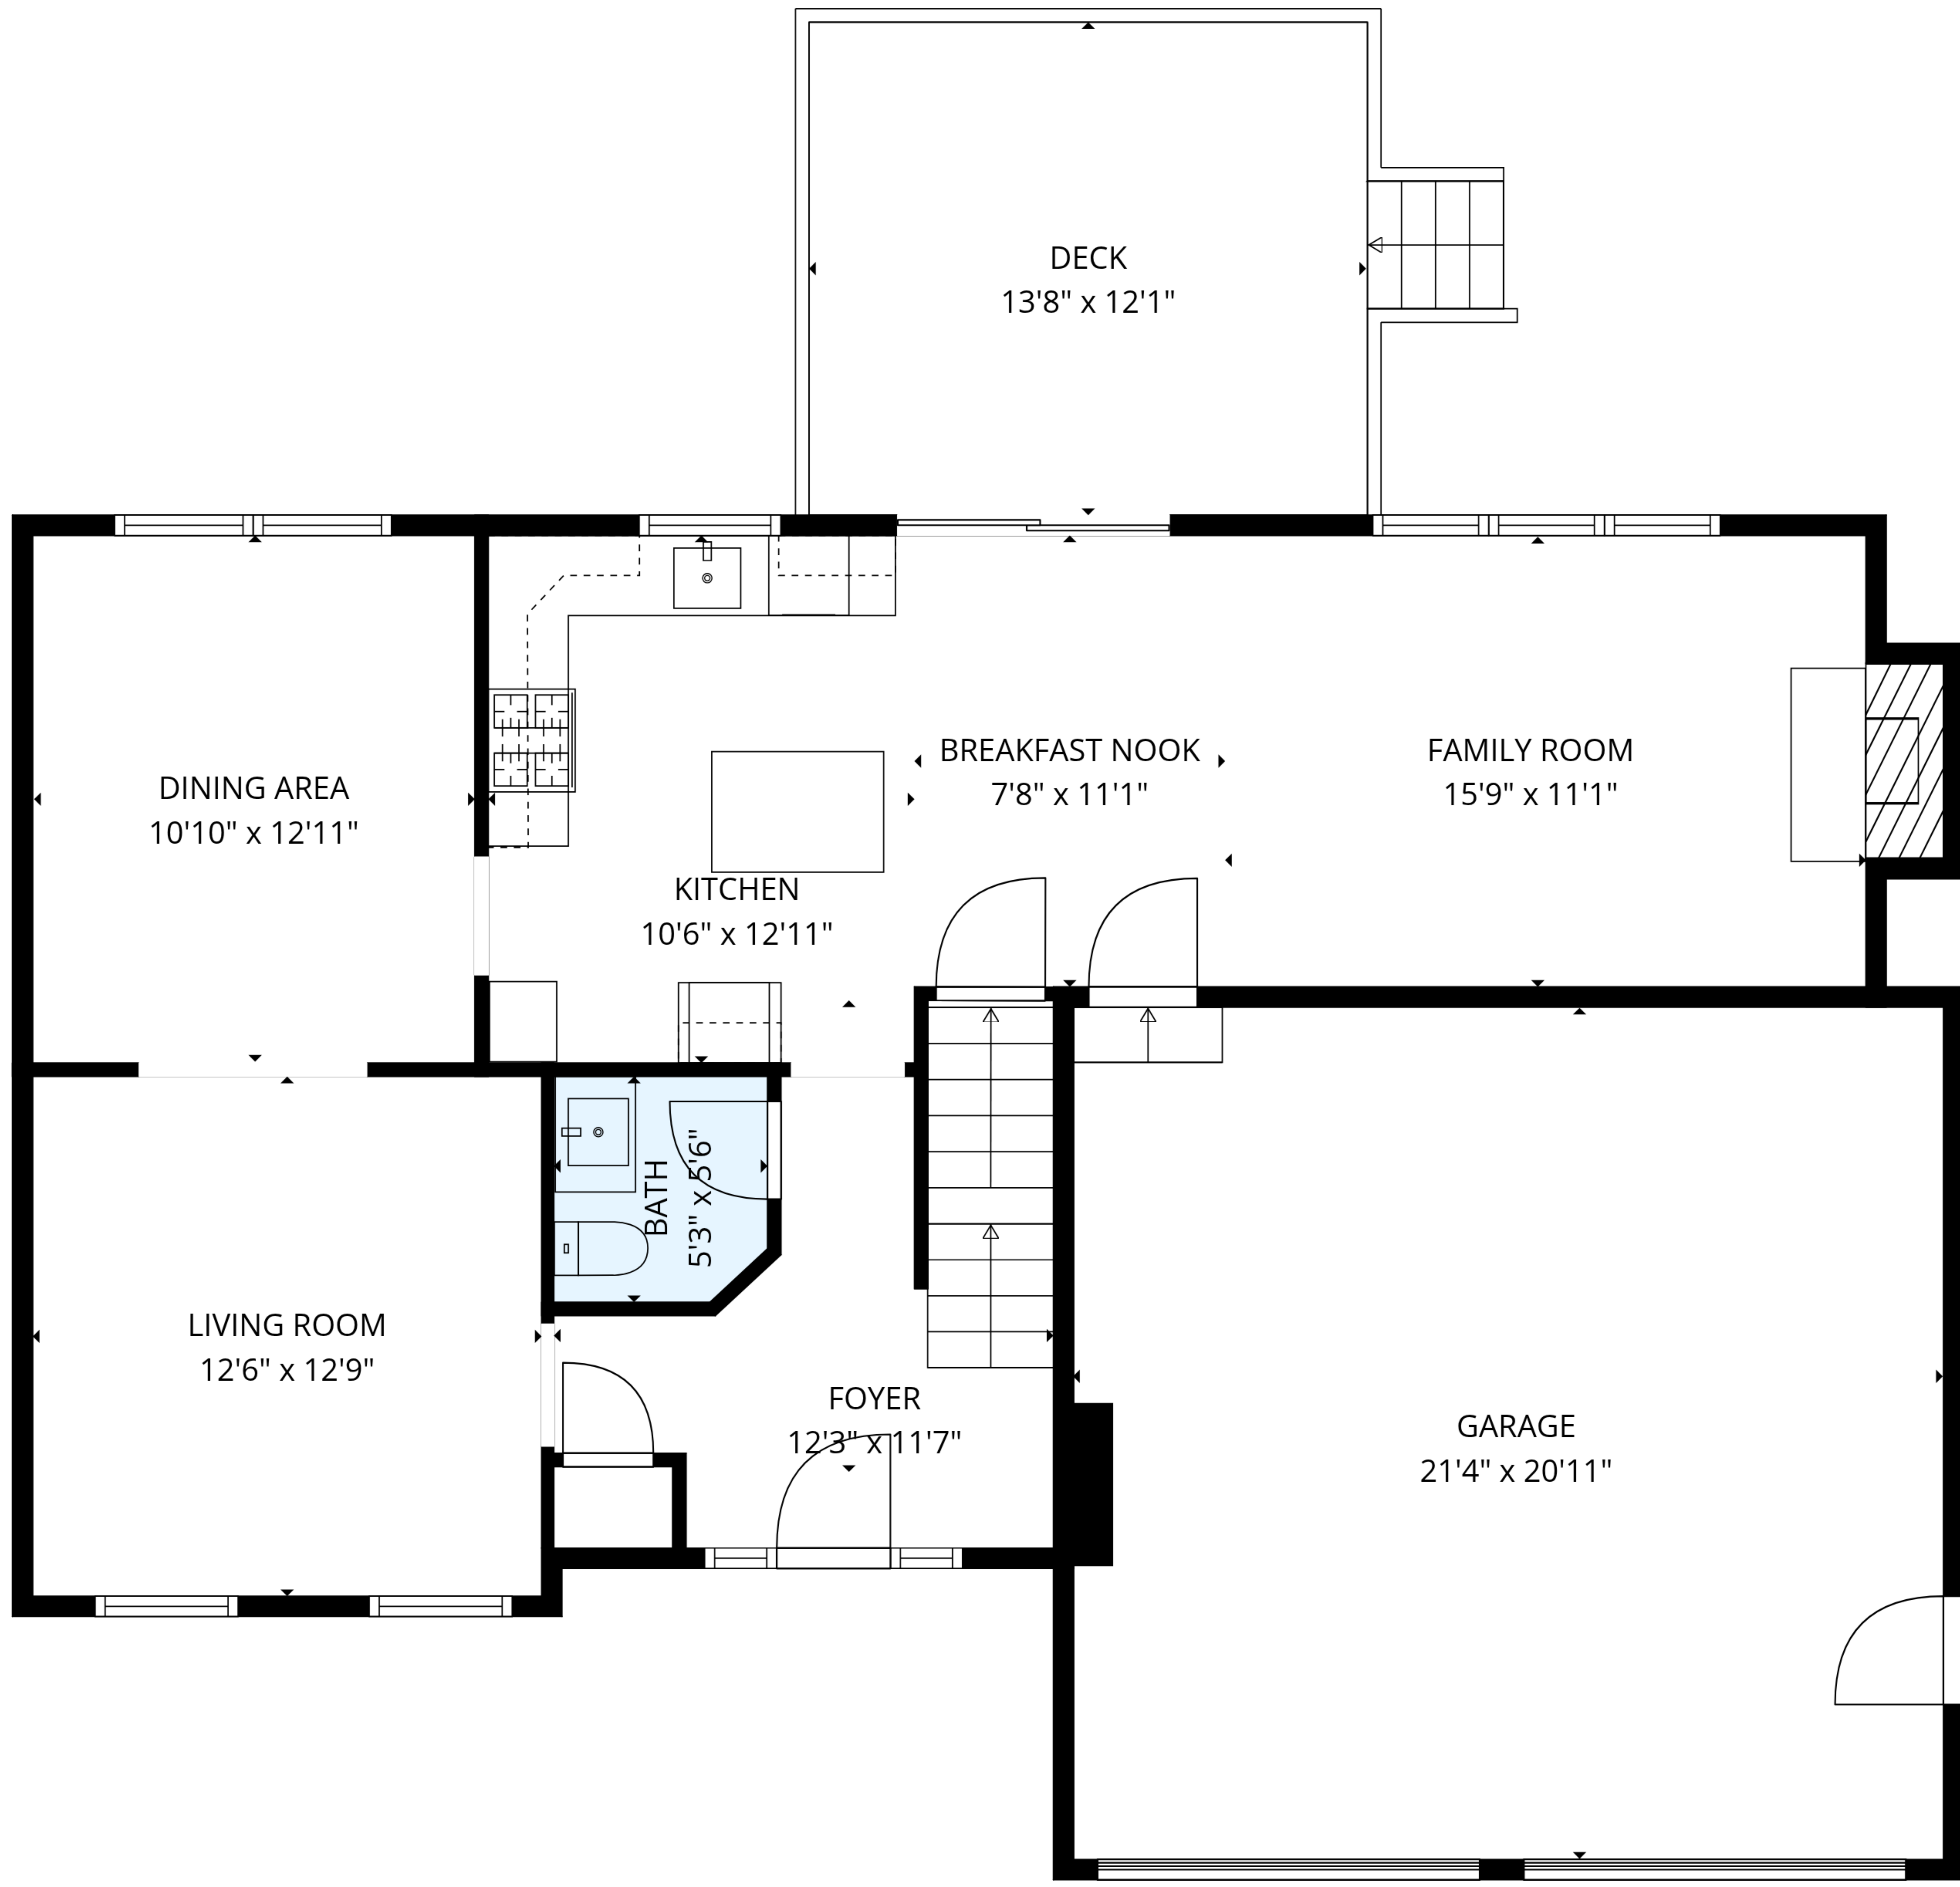 DECK
13'8" x 12'1"
DINING AREA
10'10" x 12'11"
BREAKFAST NOOK
7'8" x 11'1"
FAMILY ROOM
15'9" x 11'1"
KITCHEN
10'6" x 12'11"
BATH
5'3" x 5'6"
LIVING ROOM
12'6" x 12'9"
FOYER
12'3" x 11'7"
GARAGE
21'4" x 20'11"